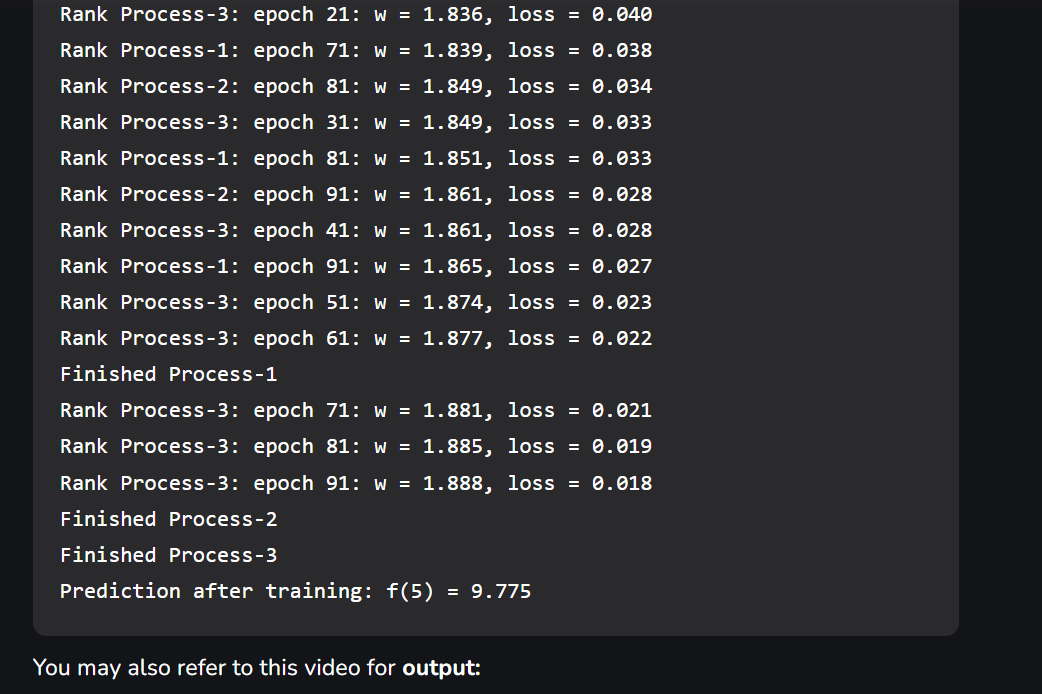 Rank Process-3: epoch 21: w = 1.836, loss = 0.040
Rank Process-1: epoch 71: w = 1.839, loss = 0.038
Rank Process-2: epoch 81: w = 1.849, loss = 0.034
Rank Process-3: epoch 31: w = 1.849, loss = 0.033
Rank Process-1: epoch 81: w = 1.851, loss = 0.033
Rank Process-2: epoch 91: w = 1.861, loss = 0.028
Rank Process-3: epoch 41: w = 1.861, loss = 0.028
Rank Process-1: epoch 91: w = 1.865, loss = 0.027
Rank Process-3: epoch 51: w = 1.874, loss = 0.023
Rank Process-3: epoch 61: w = 1.877, loss = 0.022
Finished Process-1
Rank Process-3: epoch 71: w = 1.881, loss = 0.021
Rank Process-3: epoch 81: w = 1.885, loss = 0.019
Rank Process-3: epoch 91: w = 1.888, loss = 0.018
Finished Process-2
Finished Process-3
Prediction after training: f(5) = 9.775
You may also refer to this video for output: